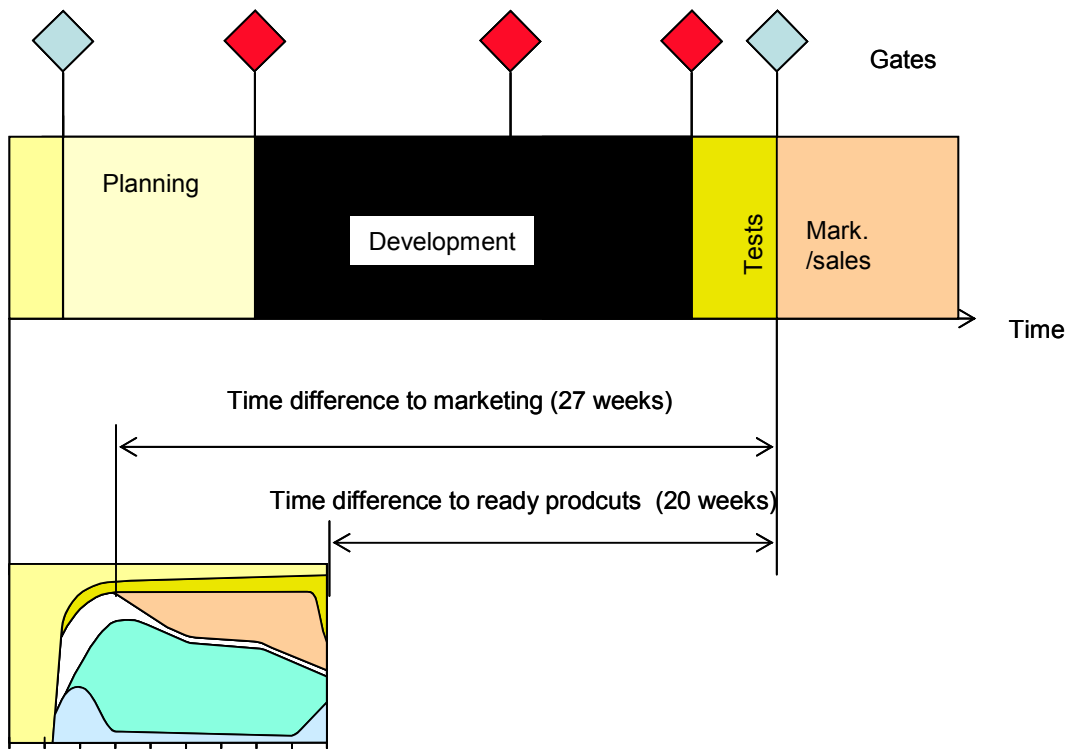 Gates
Planning
Development
Tests
Mark.
/sales
Time
Time difference to marketing (27 weeks)
Time difference to ready prodcuts (20 weeks)